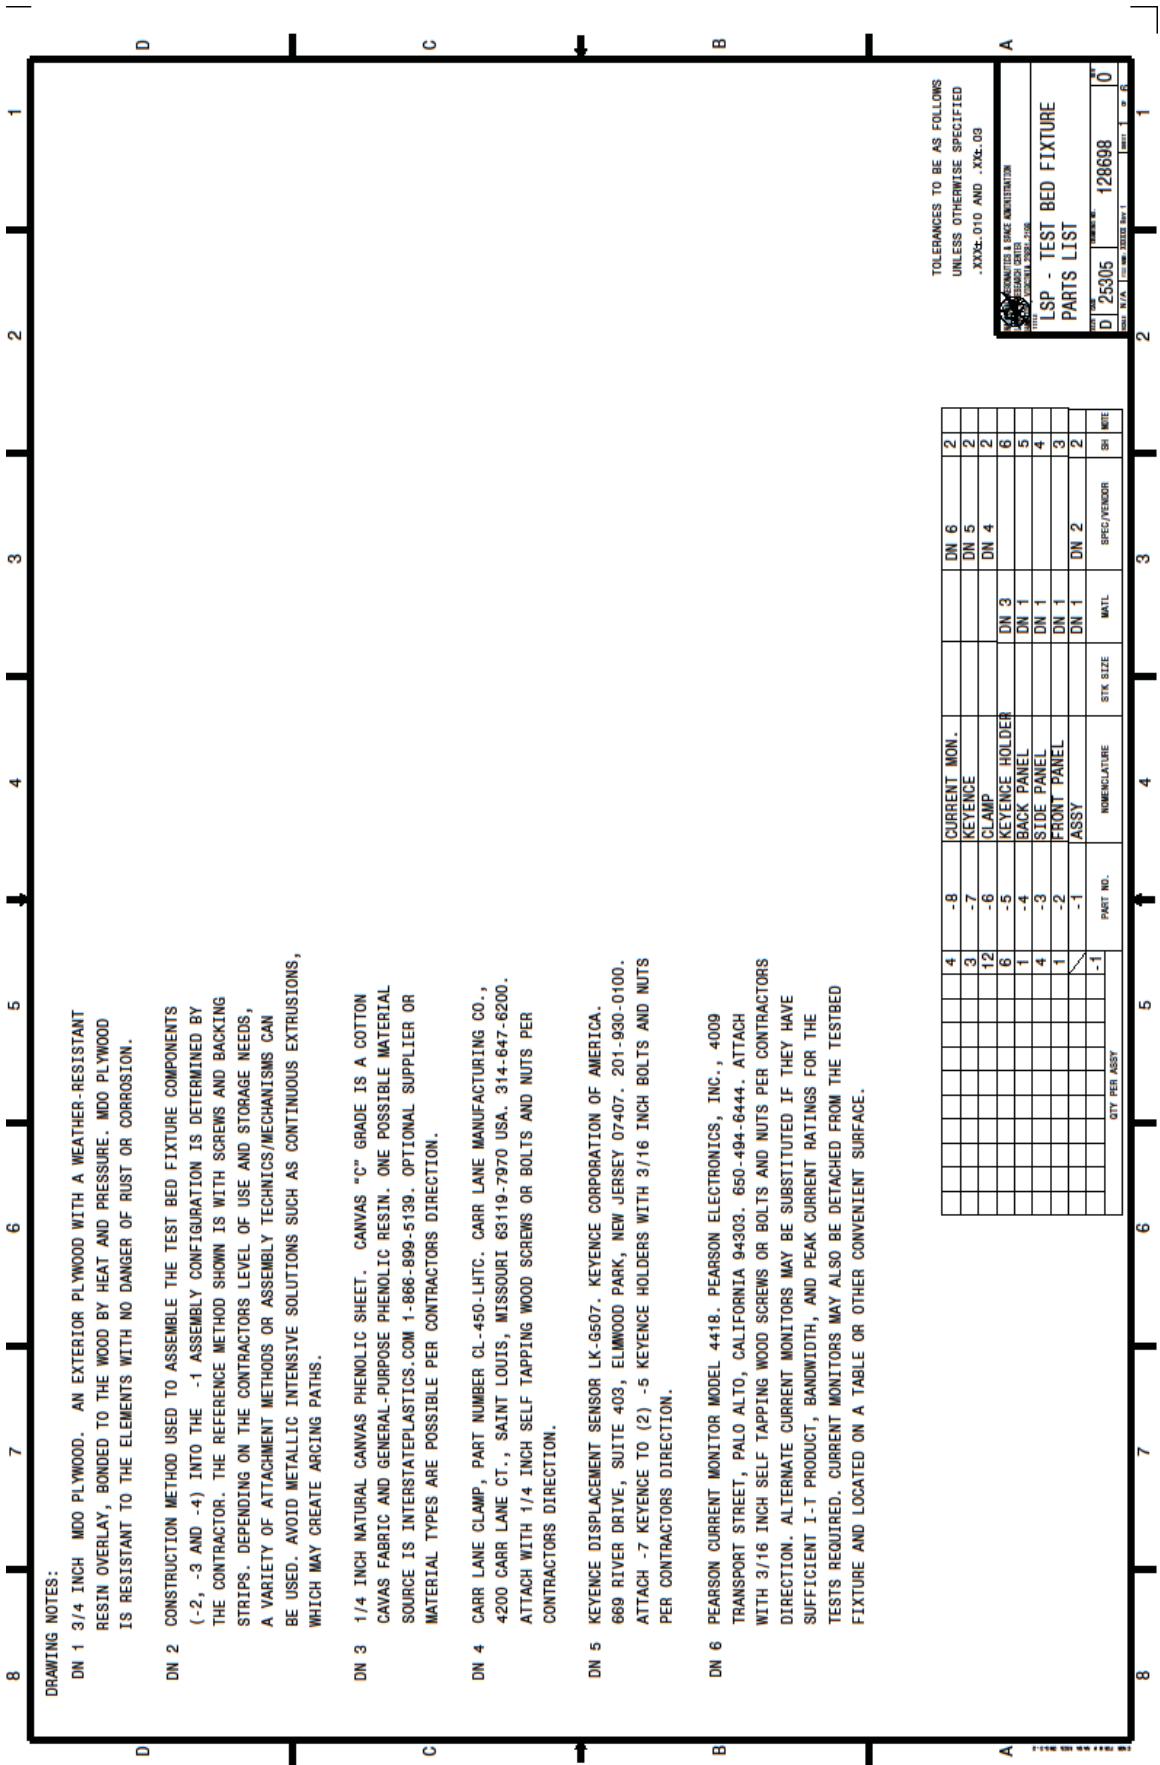 8 7 6 5 4 3 2 1
D
C
B
A
DRAWING NOTES:
DN 1 3/4 INCH MDO PLYWOOD. AN EXTERIOR PLYWOOD WITH A WEATHER-RESISTANT
RESIN OVERLAY, BONDED TO THE WOOD BY HEAT AND PRESSURE. MDO PLYWOOD
IS RESISTANT TO THE ELEMENTS WITH NO DANGER OF RUST OR CORROSION.
DN 2 CONSTRUCTION METHOD USED TO ASSEMBLE THE TEST BED FIXTURE COMPONENTS
(-2, -3 AND -4) INTO THE -1 ASSEMBLY CONFIGURATION IS DETERMINED BY
THE CONTRACTOR. THE REFERENCE METHOD SHOWN IS WITH SCREWS AND BACKING
STRIPS. DEPENDING ON THE CONTRACTORS LEVEL OF USE AND STORAGE NEEDS,
A VARIETY OF ATTACHMENT METHODS OR ASSEMBLY TECHNICS/MECHANISMS CAN
BE USED. AVOID METALLIC INTENSIVE SOLUTIONS SUCH AS CONTINUOUS EXTRUSIONS,
WHICH MAY CREATE ARCING PATHS.
DN 3 1/4 INCH NATURAL CANVAS PHENOLIC SHEET. CANVAS "C" GRADE IS A COTTON
CAVAS FABRIC AND GENERAL-PURPOSE PHENOLIC RESIN. ONE POSSIBLE MATERIAL
SOURCE IS INTERSTATEPLASTICS.COM 1-866-899-5139. OPTIONAL SUPPLIER OR
MATERIAL TYPES ARE POSSIBLE PER CONTRACTORS DIRECTION.
DN 4 CARR LANE CLAMP, PART NUMBER CL-450-LHTC. CARR LANE MANUFACTURING CO.,
4200 CARR LANE CT., SAINT LOUIS, MISSOURI 63119-7970 USA. 314-647-6200.
ATTACH WITH 1/4 INCH SELF TAPPING WOOD SCREWS OR BOLTS AND NUTS PER
CONTRACTORS DIRECTION.
DN 5 KEYENCE DISPLACEMENT SENSOR LK-G507. KEYENCE CORPORATION OF AMERICA.
669 RIVER DRIVE, SUITE 403, ELMWOOD PARK, NEW JERSEY 07407. 201-930-0100.
ATTACH -7 KEYENCE TO (2) -5 KEYENCE HOLDERS WITH 3/16 INCH BOLTS AND NUTS
PER CONTRACTORS DIRECTION.
DN 6 PEARSON CURRENT MONITOR MODEL 4418. PEARSON ELECTRONICS, INC., 4009
TRANSPORT STREET, PALO ALTO, CALIFORNIA 94303. 650-494-6444. ATTACH
WITH 3/16 INCH SELF TAPPING WOOD SCREWS OR BOLTS AND NUTS PER CONTRACTORS
DIRECTION. ALTERNATE CURRENT MONITORS MAY BE SUBSTITUTED IF THEY HAVE
SUFFICIENT I-T PRODUCT, BANDWIDTH, AND PEAK CURRENT RATINGS FOR THE
TESTS REQUIRED. CURRENT MONITORS MAY ALSO BE DETACHED FROM THE TESTBED
FIXTURE AND LOCATED ON A TABLE OR OTHER CONVENIENT SURFACE.
TOLERANCES TO BE AS FOLLOWS
UNLESS OTHERWISE SPECIFIED
.XXX±.010 AND .XX±.03
4 -8 CURRENT MON. DN 6 2
3 -7 KEYENCE DN 5 2
12 -6 CLAMP DN 4 2
6 -5 KEYENCE HOLDER DN 3 6
1 -4 BACK PANEL DN 1 5
4 -3 SIDE PANEL DN 1 4
1 -2 FRONT PANEL DN 1 3
-1 ASSY DN 1 DN 2 2
-1
QTY PER ASSY PART NO. NOMENCLATURE STK SIZE MATL SPEC/VENDOR SH NOTE
AERONAUTICS & SPACE ADMINISTRATION
RESEARCH CENTER
TITLE
LSP - TEST BED FIXTURE
PARTS LIST
D 25305 128698 0
SCALE N/A SHEET 1 OF 6
8 7 6 5 4 3 2 1
D
C
B
A